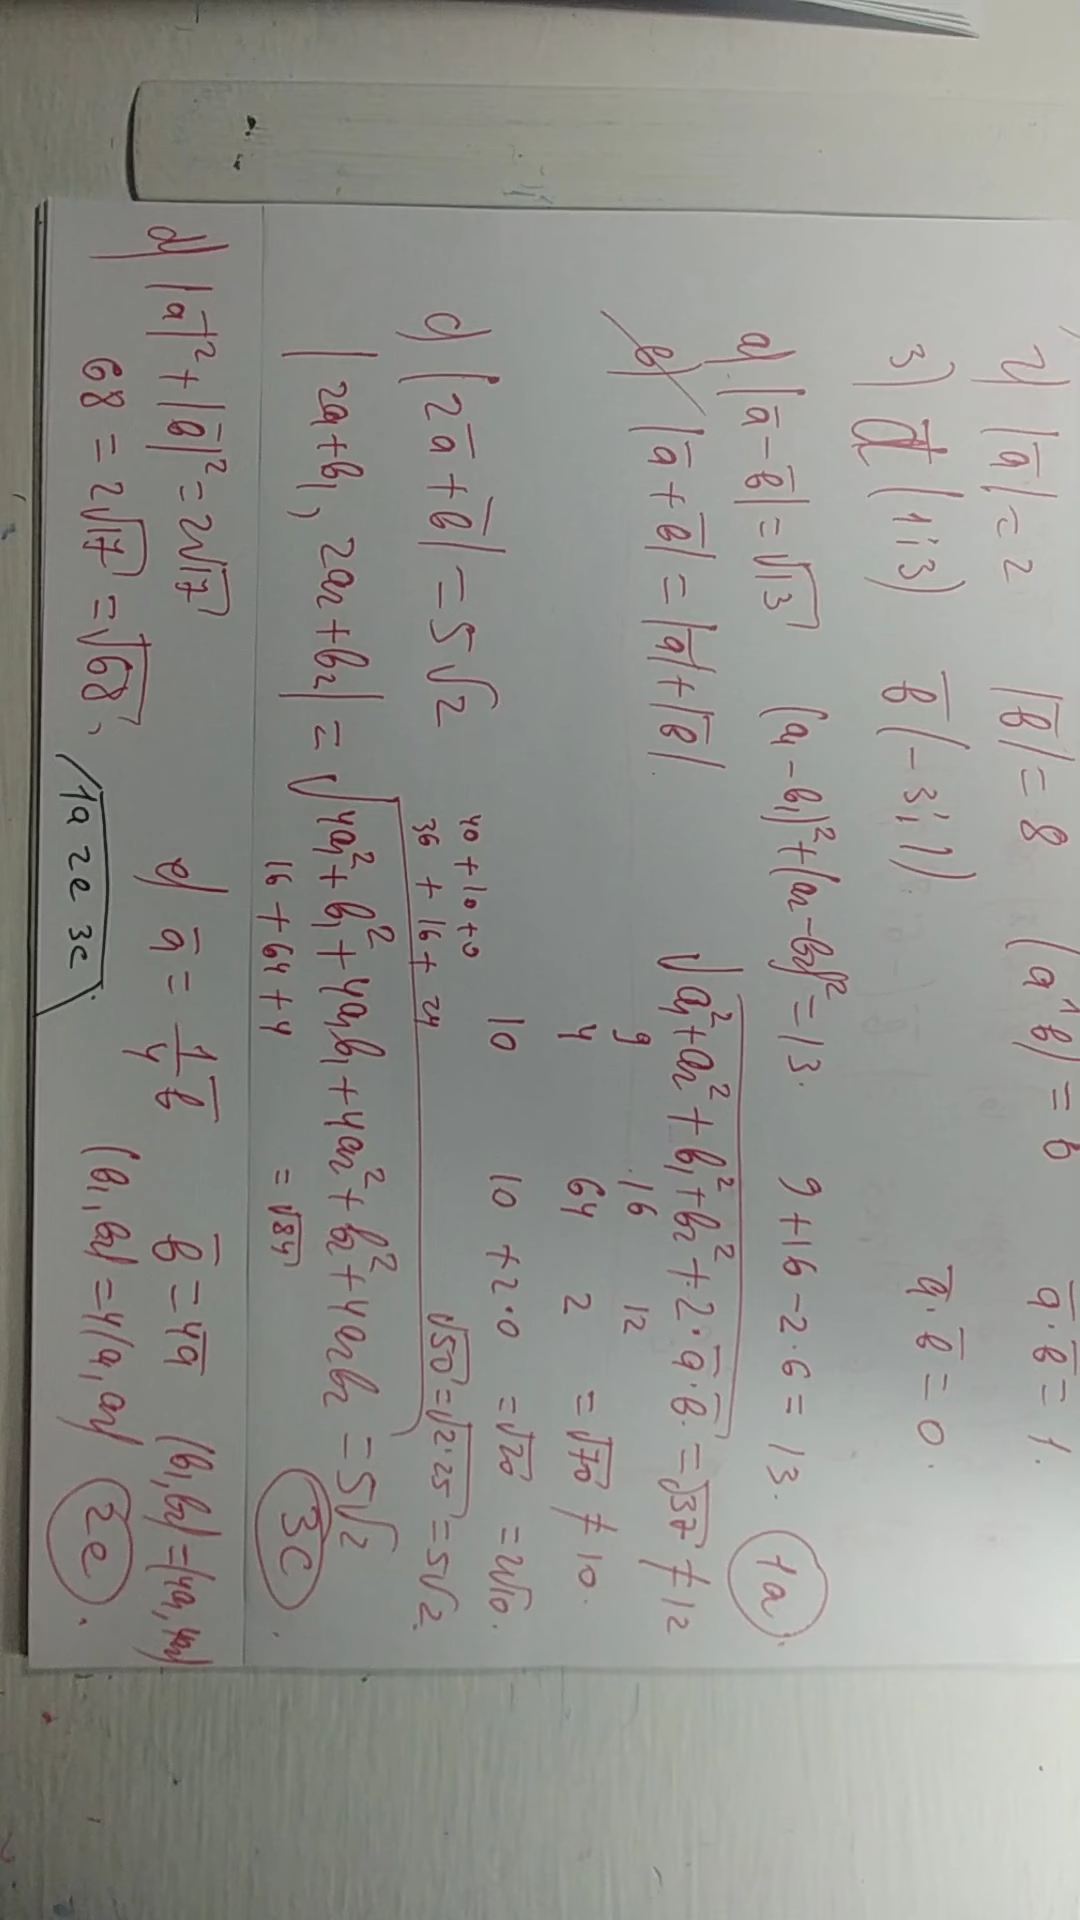 2) |a̅| = 2 |b̅| = 8 (a^b) = b a̅·b̅ = 1.
3) a̅ (1;3) b̅(-3;1) a̅·b̅ = 0.
a) |a̅-b̅| = √13 (a₁-b₁)²+(a₂-b₂)² = 13. 9+16-2·6 = 13. 1a
b) |a̅+b̅| = |a̅|+|b̅|. √a₁²+a₂²+b₁²+b₂²+2·a̅·b̅ = √37 ≠ 12
9 16 12
4 64 2 = √70 ≠ 10.
10 10 +2·0 = √20 = 2√10.
c) |2a̅+b̅| = 5√2
40+10+0
36+16+24 √50 = √2·25 = 5√2.
|2a₁+b₁, 2a₂+b₂| = √4a₁²+b₁²+4a₁b₁+4a₂²+b₂²+4a₂b₂ = 5√2
16+64+4 = √84 3c.
d) |a̅|²+|b̅|² = 2√17 e) a̅ = 1/4 b̅ b̅ = 4a̅ (b₁,b₂) = (4a₁,4a₂)
68 = 2√17 = √68, (b₁,b₂) = 4(a₁,a₂) 2e.
1a 2e 3c.